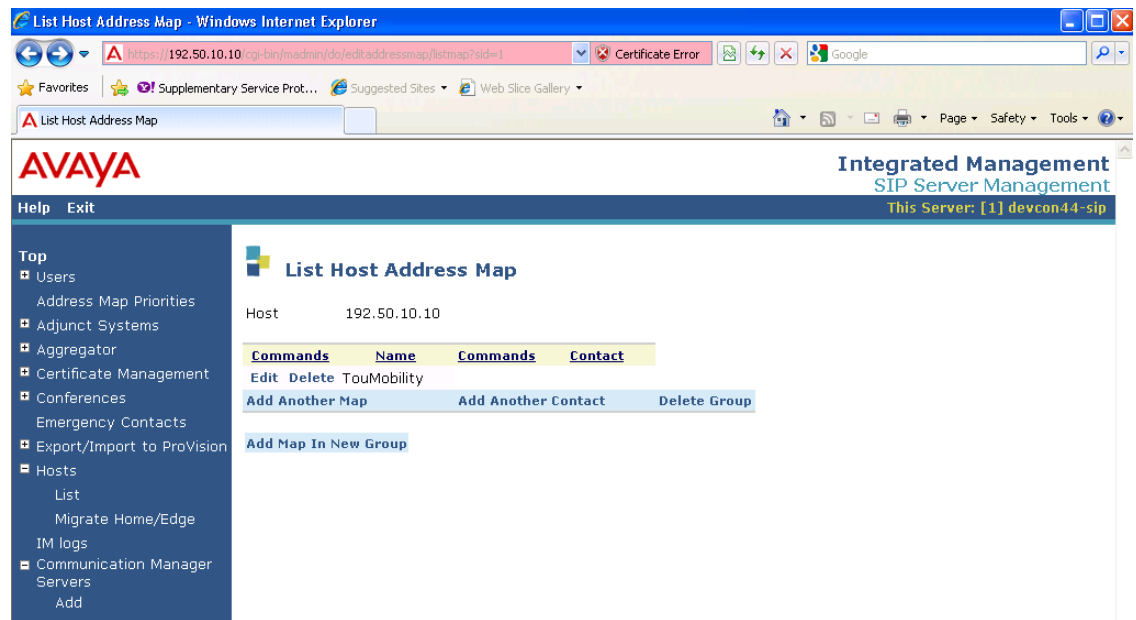 List Host Address Map - Windows Internet Explorer
https://192.50.10.10/cgi-bin/madmin/do/editaddressmap/listmap?sid=1 Certificate Error Google
Favorites Supplementary Service Prot... Suggested Sites Web Slice Gallery
List Host Address Map Page Safety Tools
AVAYA
Integrated Management
SIP Server Management
Help Exit This Server: [1] devcon44-sip
Top
Users
Address Map Priorities
Adjunct Systems
Aggregator
Certificate Management
Conferences
Emergency Contacts
Export/Import to ProVision
Hosts
List
Migrate Home/Edge
IM logs
Communication Manager
Servers
Add
List Host Address Map
Host 192.50.10.10
Commands Name Commands Contact
Edit Delete TouMobility
Add Another Map Add Another Contact Delete Group
Add Map In New Group